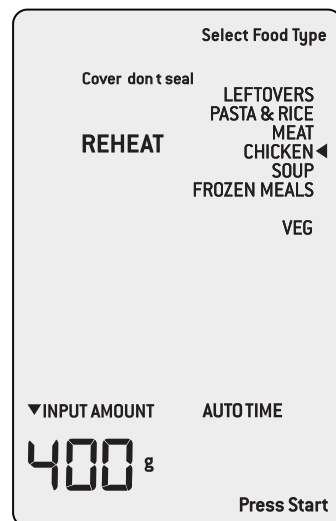 Select Food Type
Cover don t seal
LEFTOVERS
PASTA & RICE
MEAT
REHEAT
CHICKEN◀
SOUP
FROZEN MEALS
VEG
▼INPUT AMOUNT AUTO TIME
400 g
Press Start